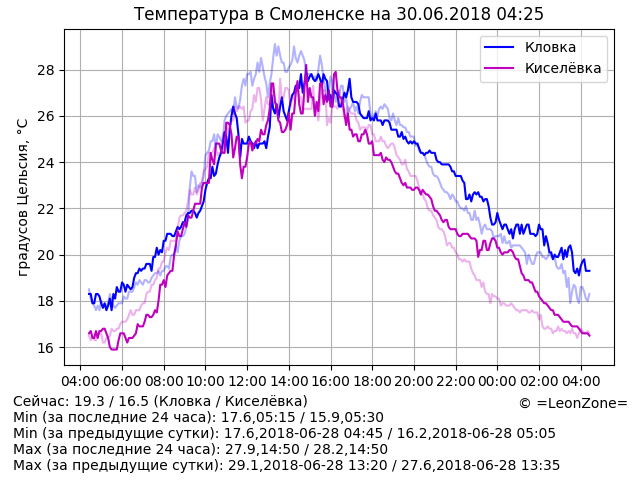 Температура в Смоленске на 30.06.2018 04:25
Кловка
Киселёвка
градусов Цельсия, °C
28
26
24
22
20
18
16
04:00 06:00 08:00 10:00 12:00 14:00 16:00 18:00 20:00 22:00 00:00 02:00 04:00
Сейчас: 19.3 / 16.5 (Кловка / Киселёвка)
© =LeonZone=
Min (за последние 24 часа): 17.6,05:15 / 15.9,05:30
Min (за предыдущие сутки): 17.6,2018-06-28 04:45 / 16.2,2018-06-28 05:05
Max (за последние 24 часа): 27.9,14:50 / 28.2,14:50
Max (за предыдущие сутки): 29.1,2018-06-28 13:20 / 27.6,2018-06-28 13:35